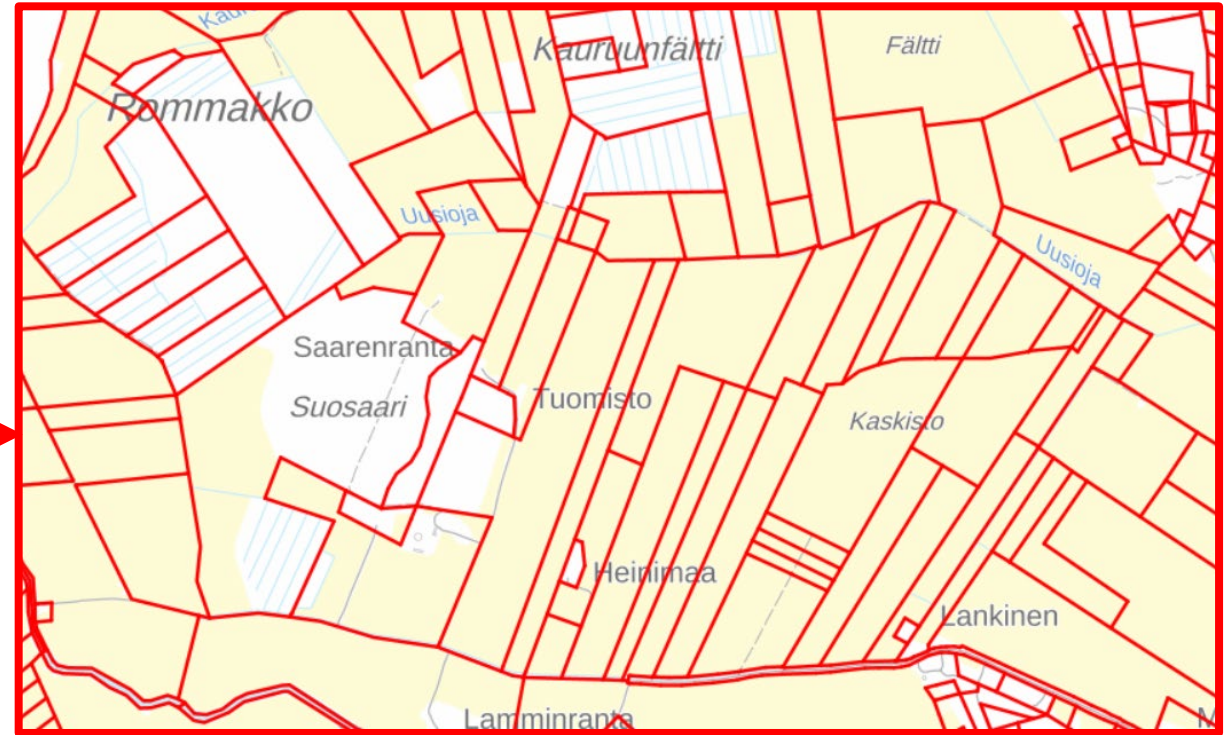 Kauruunfältti
Fältti
Rommakko
Uusioja
Uusioja
Saarenranta
Suosaari
Tuomisto
Kaskisto
Heinimaa
Lankinen
Lamminranta